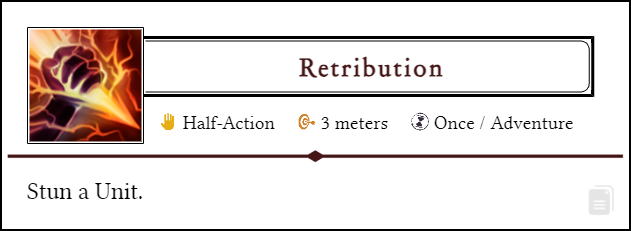 Retribution
Half-Action 3 meters Once / Adventure
Stun a Unit.